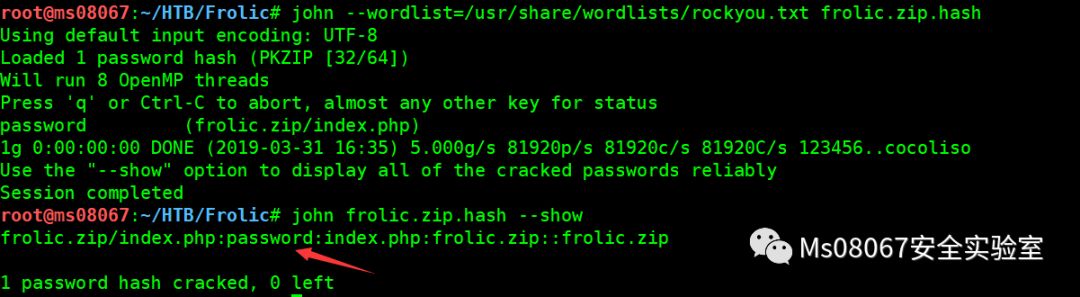 root@ms08067:~/HTB/Frolic# john --wordlist=/usr/share/wordlists/rockyou.txt frolic.zip.hash
Using default input encoding: UTF-8
Loaded 1 password hash (PKZIP [32/64])
Will run 8 OpenMP threads
Press 'q' or Ctrl-C to abort, almost any other key for status
password         (frolic.zip/index.php)
1g 0:00:00:00 DONE (2019-03-31 16:35) 5.000g/s 81920p/s 81920c/s 81920C/s 123456..cocoliso
Use the "--show" option to display all of the cracked passwords reliably
Session completed
root@ms08067:~/HTB/Frolic# john frolic.zip.hash --show
frolic.zip/index.php:password:index.php:frolic.zip::frolic.zip
Ms08067安全实验室
1 password hash cracked, 0 left